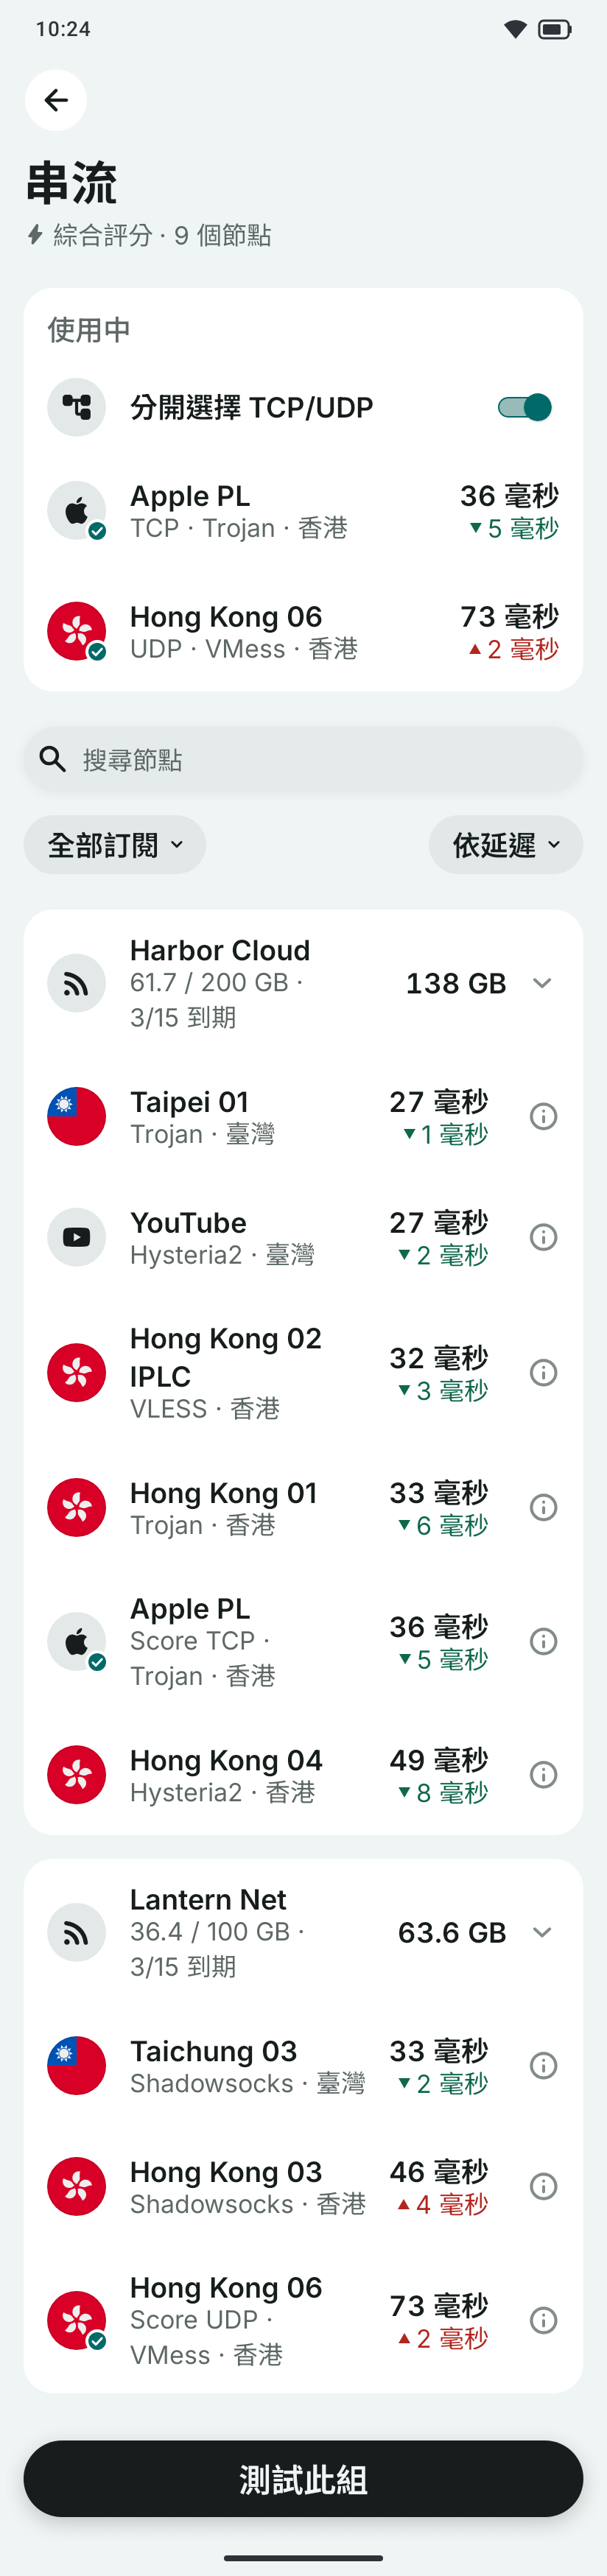 10:24
串流
綜合評分 · 9 個節點
使用中
分開選擇 TCP/UDP
Apple PL
36 毫秒
TCP · Trojan · 香港
▼5 毫秒
Hong Kong 06
73 毫秒
UDP · VMess · 香港
▲2 毫秒
搜尋節點
全部訂閱
依延遲
Harbor Cloud
61.7 / 200 GB ·
3/15 到期
138 GB
Taipei 01
27 毫秒
Trojan · 臺灣
▼1 毫秒
YouTube
27 毫秒
Hysteria2 · 臺灣
▼2 毫秒
Hong Kong 02
IPLC
32 毫秒
VLESS · 香港
▼3 毫秒
Hong Kong 01
33 毫秒
Trojan · 香港
▼6 毫秒
Apple PL
36 毫秒
Score TCP ·
Trojan · 香港
▼5 毫秒
Hong Kong 04
49 毫秒
Hysteria2 · 香港
▼8 毫秒
Lantern Net
36.4 / 100 GB ·
3/15 到期
63.6 GB
Taichung 03
33 毫秒
Shadowsocks · 臺灣
▼2 毫秒
Hong Kong 03
46 毫秒
Shadowsocks · 香港
▲4 毫秒
Hong Kong 06
73 毫秒
Score UDP ·
VMess · 香港
▲2 毫秒
測試此組